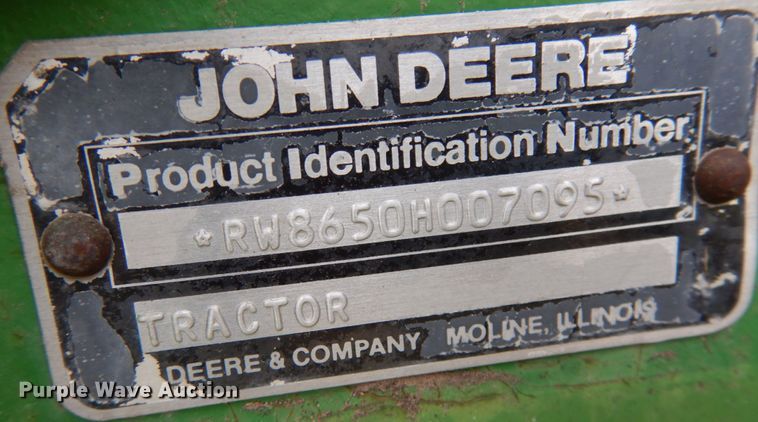 JOHN DEERE
Product Identification Number
*RW8650H007095*
TRACTOR
DEERE & COMPANY MOLINE, ILLINOIS
Purple Wave Auction